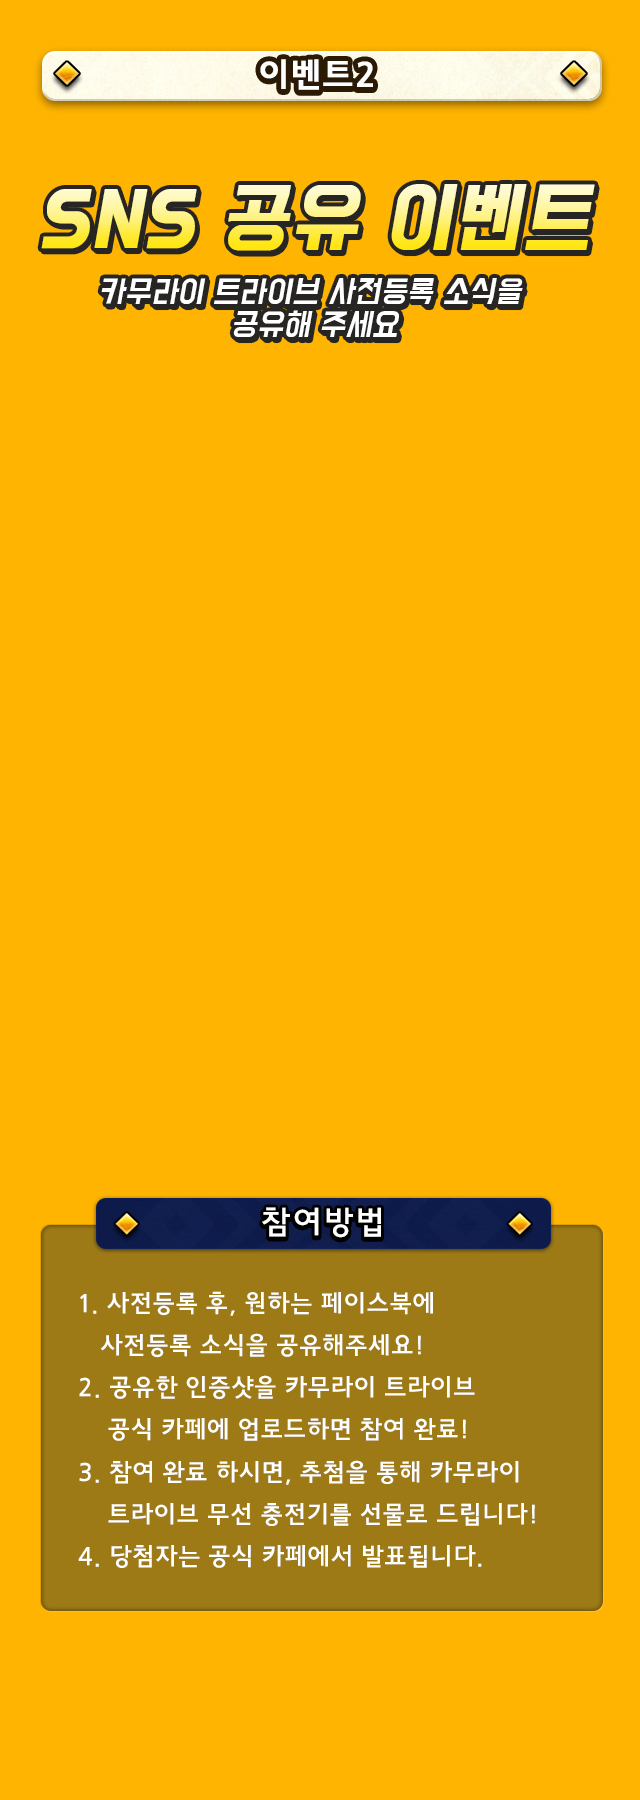 이벤트2
SNS 공유 이벤트
카무라이 트라이브 사전등록 소식을
공유해 주세요
참여방법
1. 사전등록 후, 원하는 페이스북에
사전등록 소식을 공유해주세요!
2. 공유한 인증샷을 카무라이 트라이브
공식 카페에 업로드하면 참여 완료!
3. 참여 완료 하시면, 추첨을 통해 카무라이
트라이브 무선 충전기를 선물로 드립니다!
4. 당첨자는 공식 카페에서 발표됩니다.